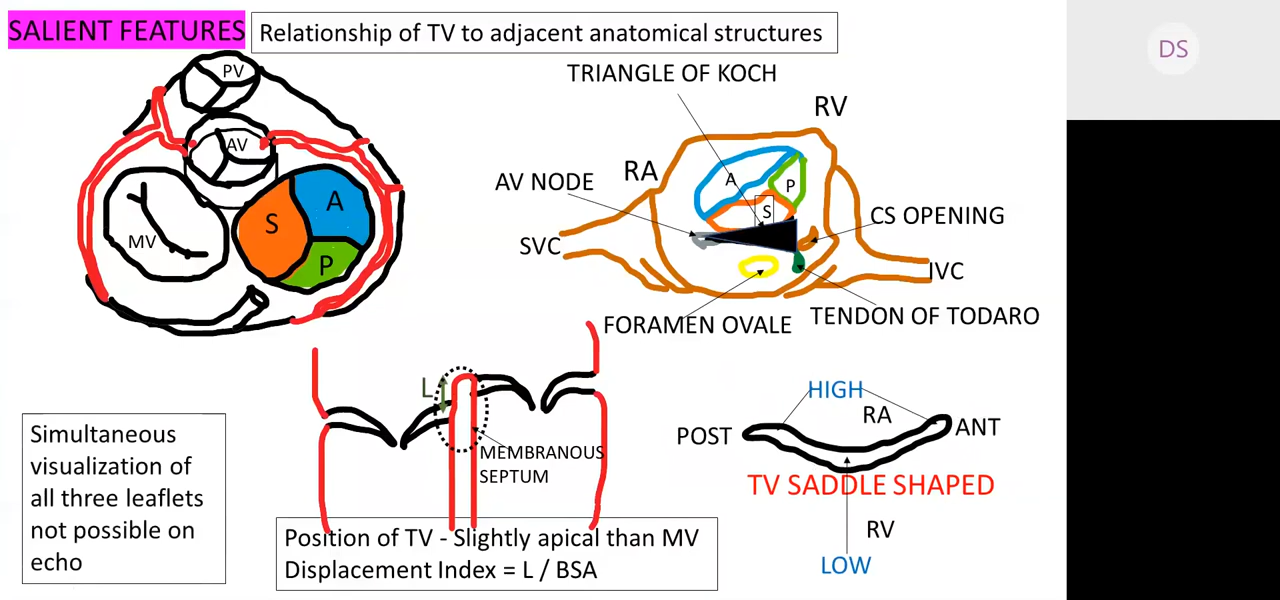 SALIENT FEATURES
Relationship of TV to adjacent anatomical structures
DS
PV
AV
MV
S
A
P
TRIANGLE OF KOCH
RV
RA
AV NODE
A
P
S
CS OPENING
SVC
IVC
FORAMEN OVALE
TENDON OF TODARO
L
MEMBRANOUS
SEPTUM
HIGH
RA
POST
ANT
TV SADDLE SHAPED
RV
LOW
Simultaneous
visualization of
all three leaflets
not possible on
echo
Position of TV - Slightly apical than MV
Displacement Index = L / BSA